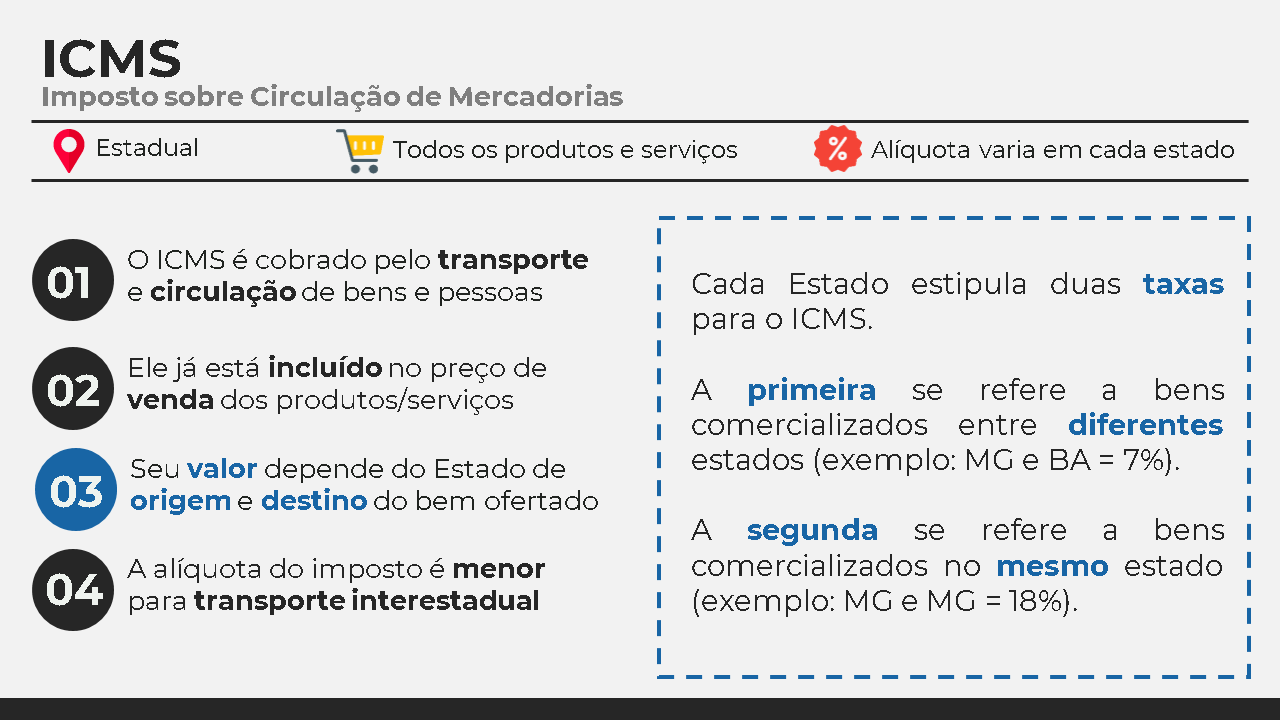 ICMS
Imposto sobre Circulação de Mercadorias
Estadual
Todos os produtos e serviços
%
Alíquota varia em cada estado
01
O ICMS é cobrado pelo transporte
e circulação de bens e pessoas
02
Ele já está incluído no preço de
venda dos produtos/serviços
03
Seu valor depende do Estado de
origem e destino do bem ofertado
04
A alíquota do imposto é menor
para transporte interestadual
Cada Estado estipula duas taxas
para o ICMS.
A primeira se refere a bens
comercializados entre diferentes
estados (exemplo: MG e BA = 7%).
A segunda se refere a bens
comercializados no mesmo estado
(exemplo: MG e MG = 18%).